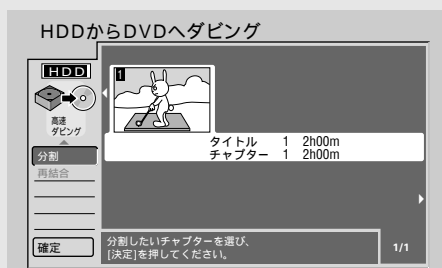 HDDからDVDへダビング
HDD
1
高速
ダビング
タイトル 1 2h00m
チャプター 1 2h00m
分割
再結合
確定
分割したいチャプターを選び、
[決定]を押してください。
1/1